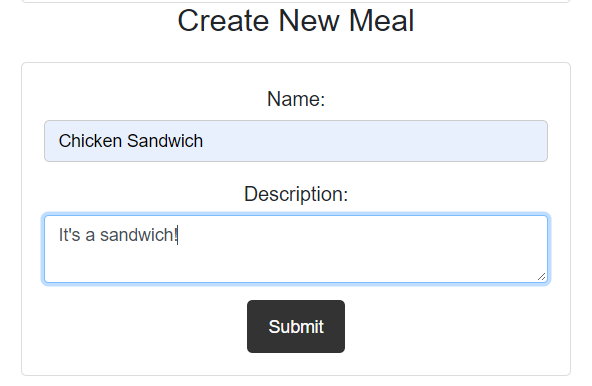 Create New Meal
Name:
Chicken Sandwich
Description:
It's a sandwich!
Submit